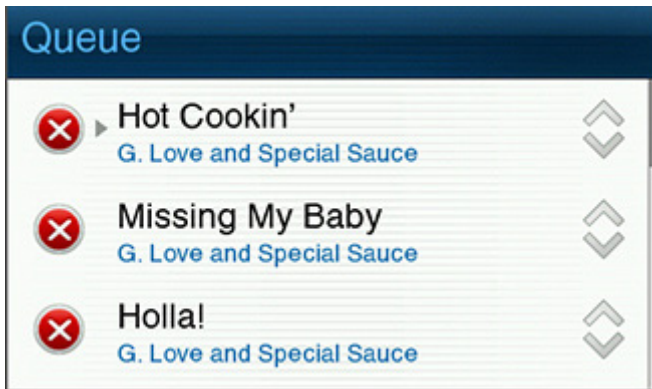 Queue
Hot Cookin’
G. Love and Special Sauce
Missing My Baby
G. Love and Special Sauce
Holla!
G. Love and Special Sauce